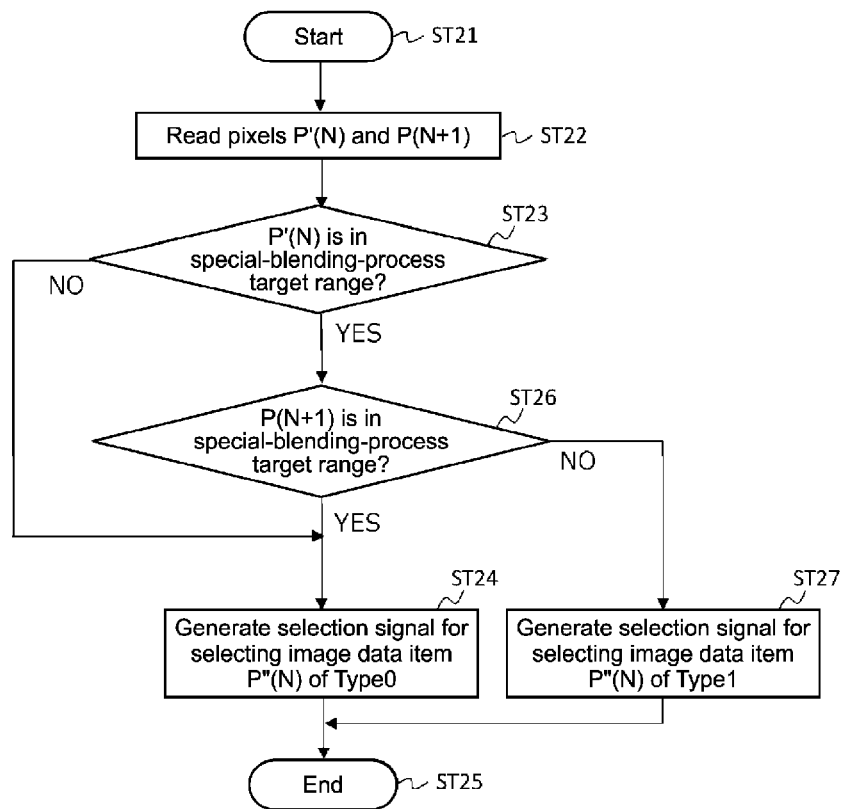 Start
ST21
Read pixels P'(N) and P(N+1)
ST22
ST23
P'(N) is in
special-blending-process
target range?
NO
YES
ST26
P(N+1) is in
special-blending-process
target range?
NO
YES
ST24
ST27
Generate selection signal for
selecting image data item
P"(N) of Type0
Generate selection signal for
selecting image data item
P"(N) of Type1
End
ST25